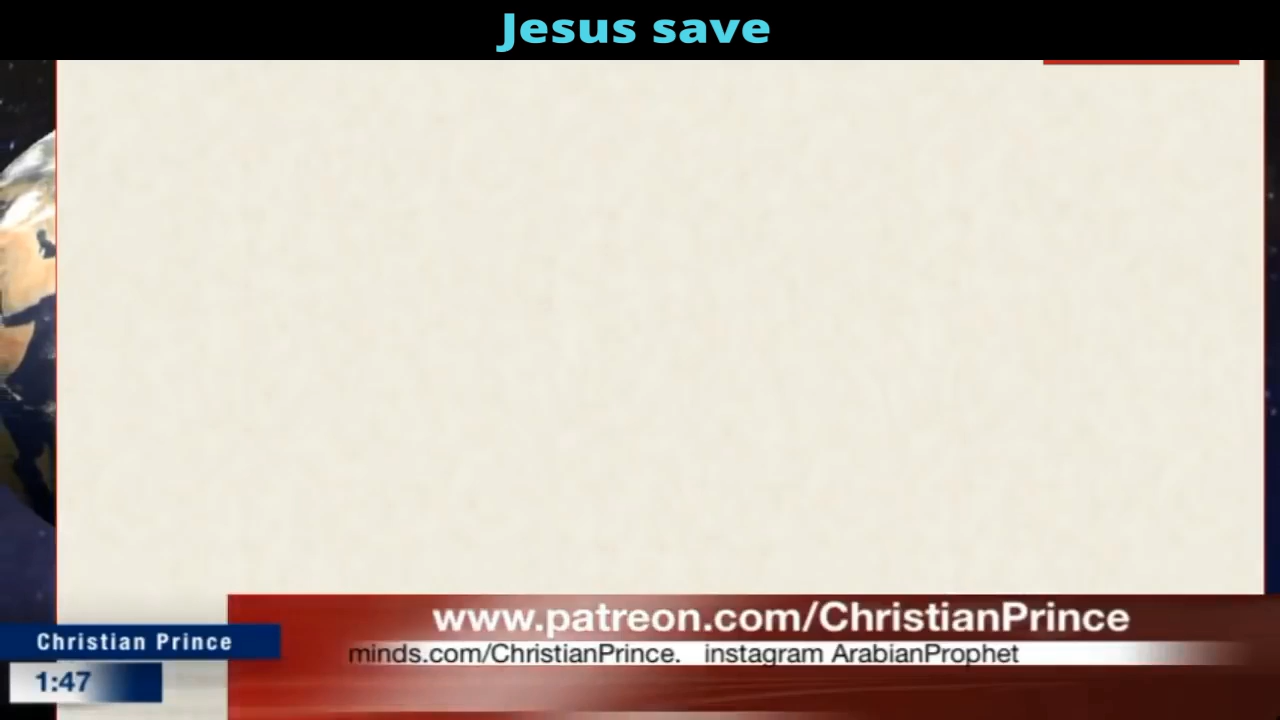 Jesus save
www.patreon.com/ChristianPrince
Christian Prince
minds.com/ChristianPrince. instagram ArabianProphet
1:47